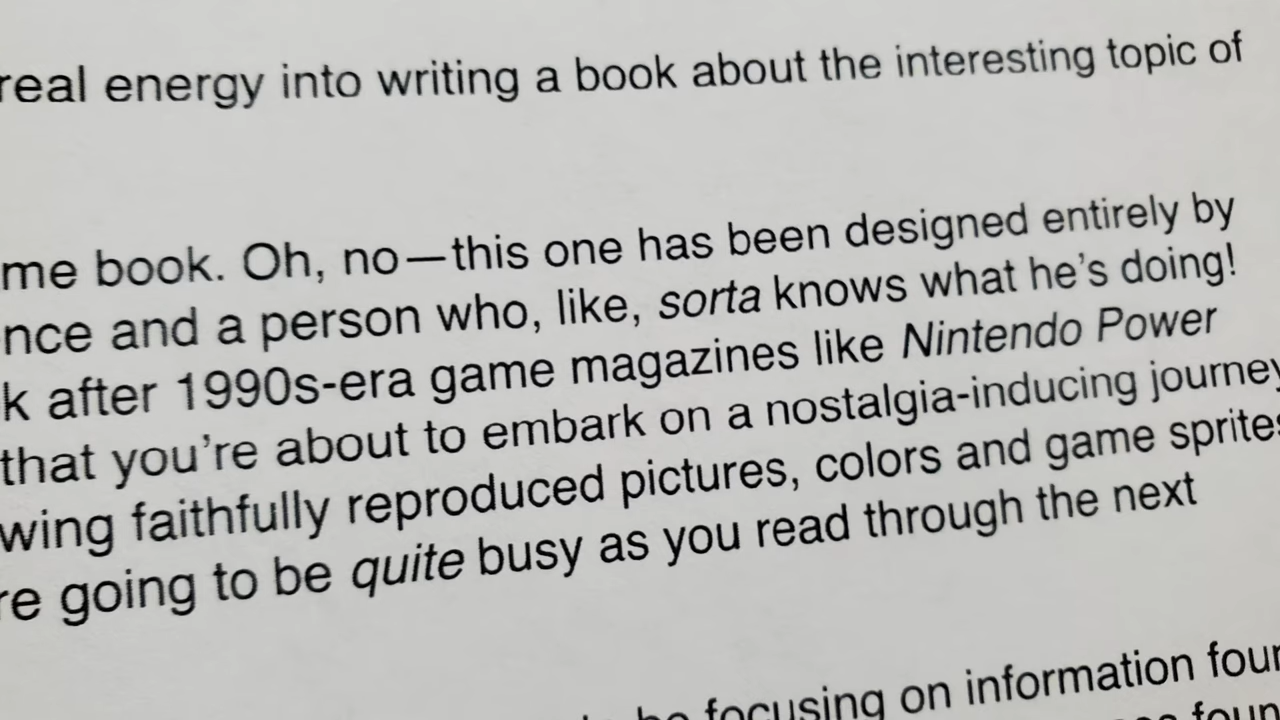 real energy into writing a book about the interesting topic of
me book. Oh, no—this one has been designed entirely by
nce and a person who, like, sorta knows what he's doing!
k after 1990s-era game magazines like Nintendo Power
that you're about to embark on a nostalgia-inducing journey
wing faithfully reproduced pictures, colors and game sprites
re going to be quite busy as you read through the next
be focusing on information foun
foun